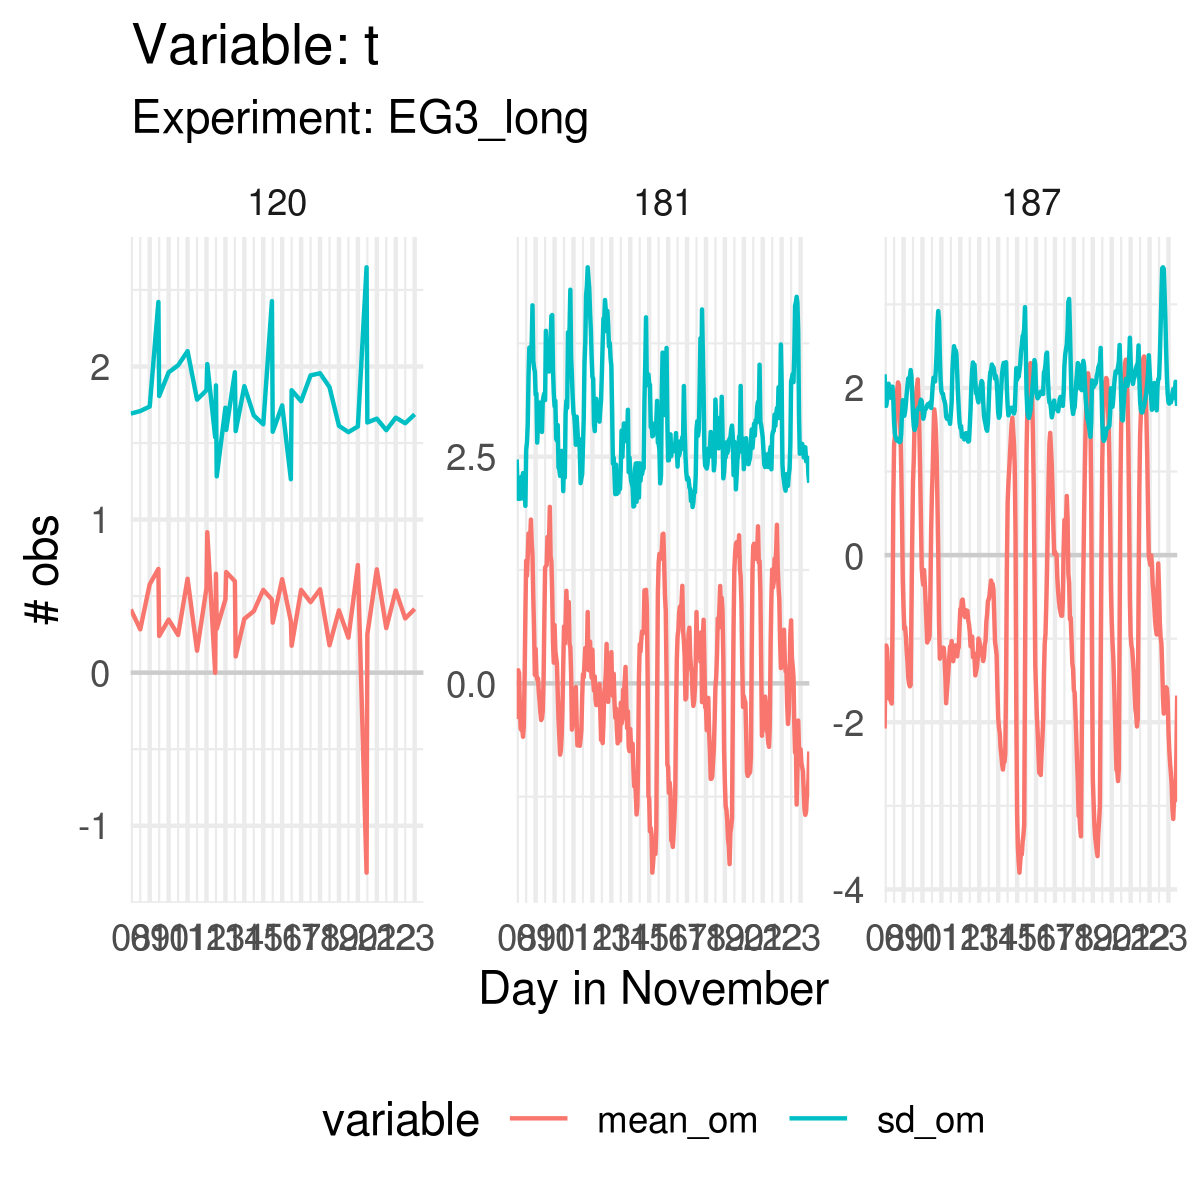 Variable: t
Experiment: EG3_long
120
181
187
2
1
0
-1
2.5
0.0
2
0
-2
-4
# obs
Day in November
variable
mean_om
sd_om